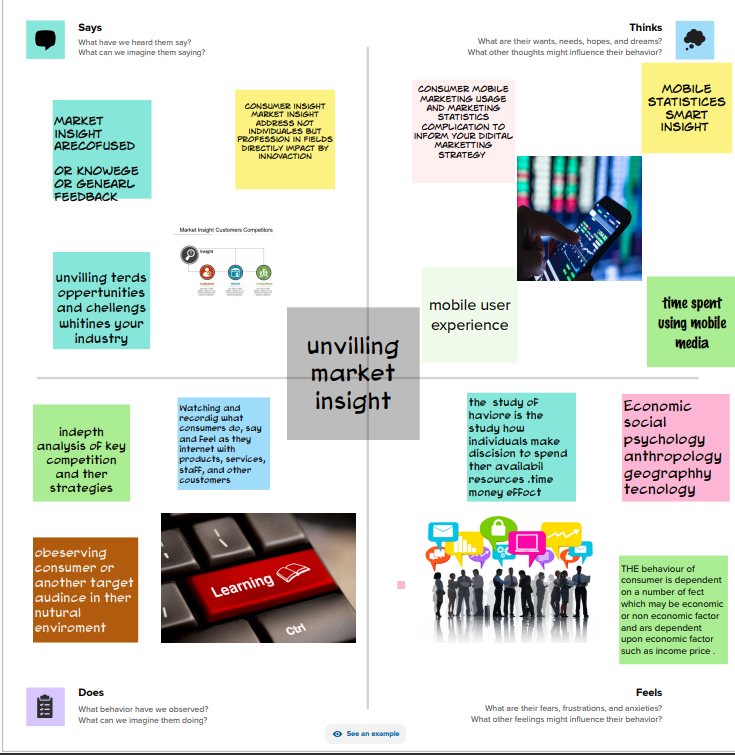 Says
What have we heard them say?
What can we imagine them saying?
Thinks
What are their wants, needs, hopes, and dreams?
What other thoughts might influence their behavior?
MARKET
INSIGHT
ARECOFUSED
OR KNOWEGE
OR GENEARL
FEEDBACK
CONSUMER INSIGHT
MARKET INSIGHT
ADDRESS NOT
INDIVIDUALES BUT
PROFESSION IN FIELDS
DIRECTILY IMPACT BY
INNOVACTION
CONSUMER MOBILE
MARKETING USAGE
AND MARKETING
STATISTICS
COMPLICATION TO
INFORM YOUR DIDITAL
MARKETTING
STRATEGY
MOBILE
STATISTICES
SMART
INSIGHT
unvilling terds
oppertunities
and chellengs
whitines your
industry
Market Insight Customers Competitors
Insight
mobile user
experience
time spent
using mobile
media
unvilling
market
insight
indepth
analysis of key
competition
and ther
strategies
Watching and
recordig what
consumers do, say
and feel as they
internet with
products, services,
staff, and other
coustomers
the study of
haviore is the
study how
individuals make
discision to spend
ther availabil
resources .time
money effoct
Economic
social
psychology
anthropology
geographhy
tecnology
obeserving
consumer or
another target
audince in ther
nutural
enviroment
Learning
Ctrl
THE behaviour of
consumer is dependent
on a number of fect
which may be economic
or non economic factor
and ars dependent
upon economic factor
such as income price .
Does
What behavior have we observed?
What can we imagine them doing?
Feels
What are their fears, frustrations, and anxieties?
What other feelings might influence their behavior?
See an example